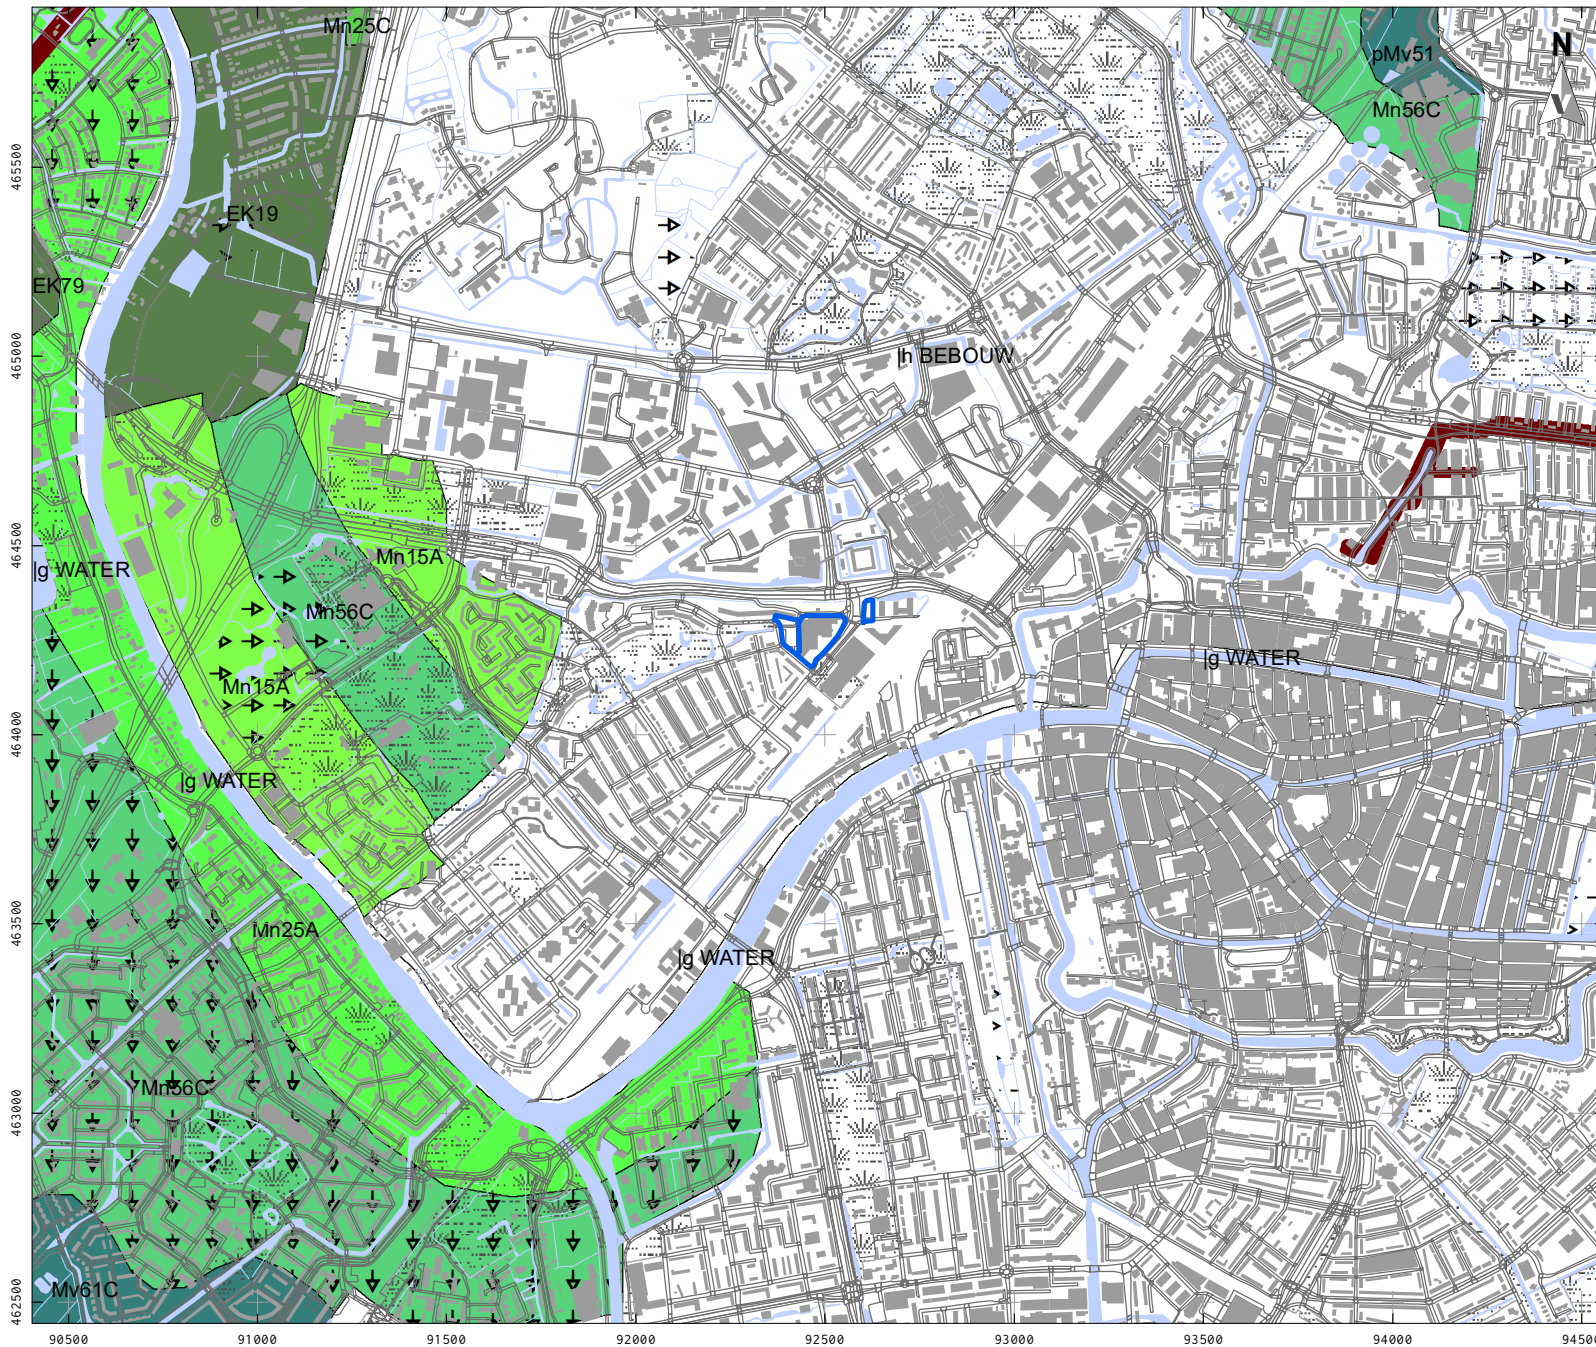 Mn25C
N
pMv51
Mn56C
465500
EK19
EK79
465000
|h BEBOUW
464500
Mn15A
|g WATER
Mn56C
|g WATER
Mn15A
464000
|g WATER
463500
Mn25A
|g WATER
Mn56C
463000
Mv61C
462500
90500 91000 91500 92000 92500 93000 93500 94000 94500